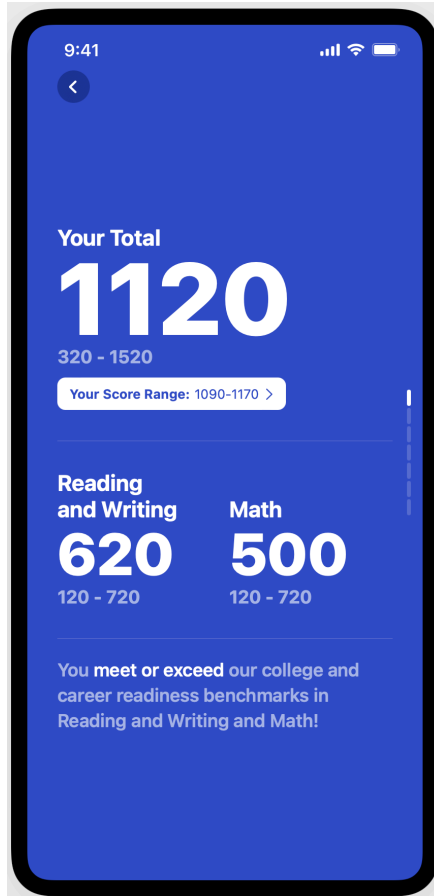 9:41
Your Total
1120
320 - 1520
Your Score Range: 1090-1170
Reading
and Writing
620
120 - 720
Math
500
120 - 720
You meet or exceed our college and
career readiness benchmarks in
Reading and Writing and Math!